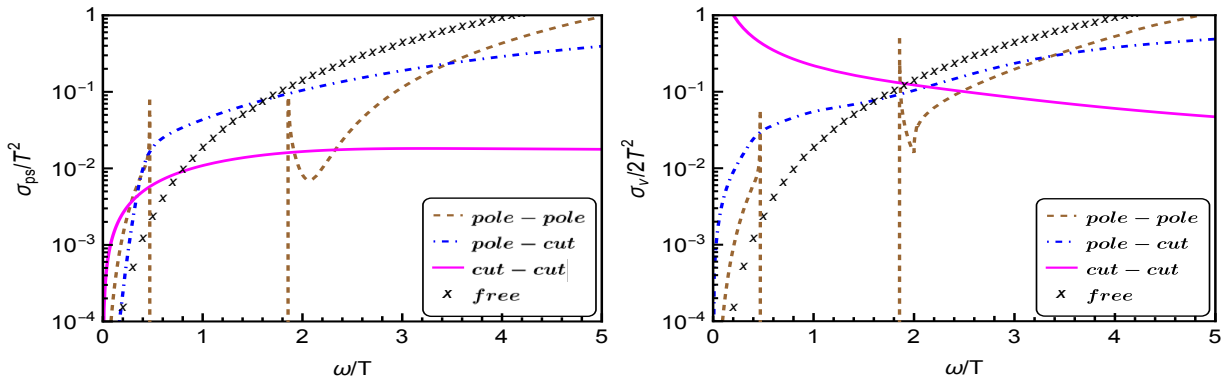 σps/T²
1
10⁻¹
10⁻²
10⁻³
10⁻⁴
0 1 2 3 4 5
ω/T
pole – pole
pole – cut
cut – cut
x free
σv/2T²
1
10⁻¹
10⁻²
10⁻³
10⁻⁴
0 1 2 3 4 5
ω/T
pole – pole
pole – cut
cut – cut
x free